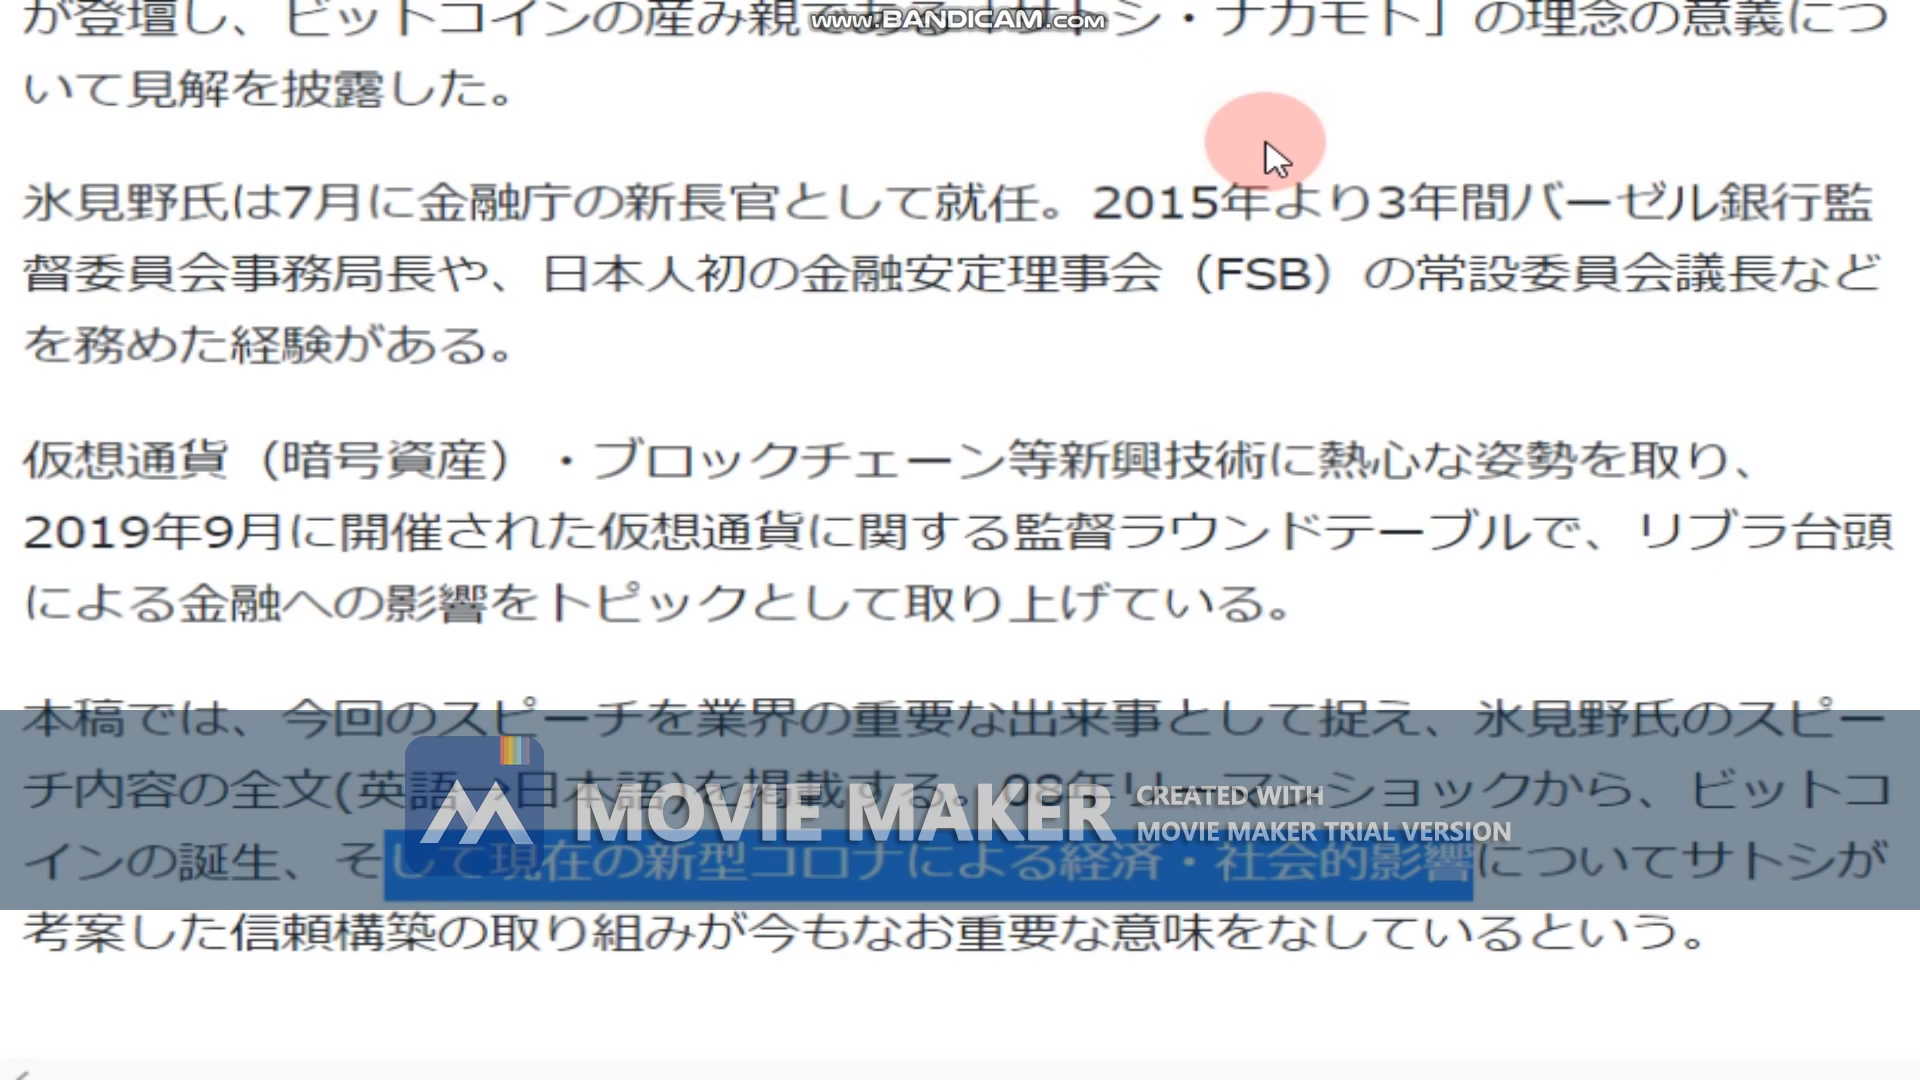 www.BANDICAM.com
が登壇し、ビットコインの産み親である「サトシ・ナカモト」の理念の意義につ
いて見解を披露した。
氷見野氏は7月に金融庁の新長官として就任。2015年より3年間バーゼル銀行監
督委員会事務局長や、日本人初の金融安定理事会（FSB）の常設委員会議長など
を務めた経験がある。
仮想通貨（暗号資産）・ブロックチェーン等新興技術に熱心な姿勢を取り、
2019年9月に開催された仮想通貨に関する監督ラウンドテーブルで、リブラ台頭
による金融への影響をトピックとして取り上げている。
本稿では、今回のスピーチを業界の重要な出来事として捉え、氷見野氏のスピー
チ内容の全文(英語→日本語)を掲載する。08年リーマンショックから、ビットコ
インの誕生、そして現在の新型コロナによる経済・社会的影響についてサトシが
考案した信頼構築の取り組みが今もなお重要な意味をなしているという。
MOVIE MAKER
CREATED WITH
MOVIE MAKER TRIAL VERSION